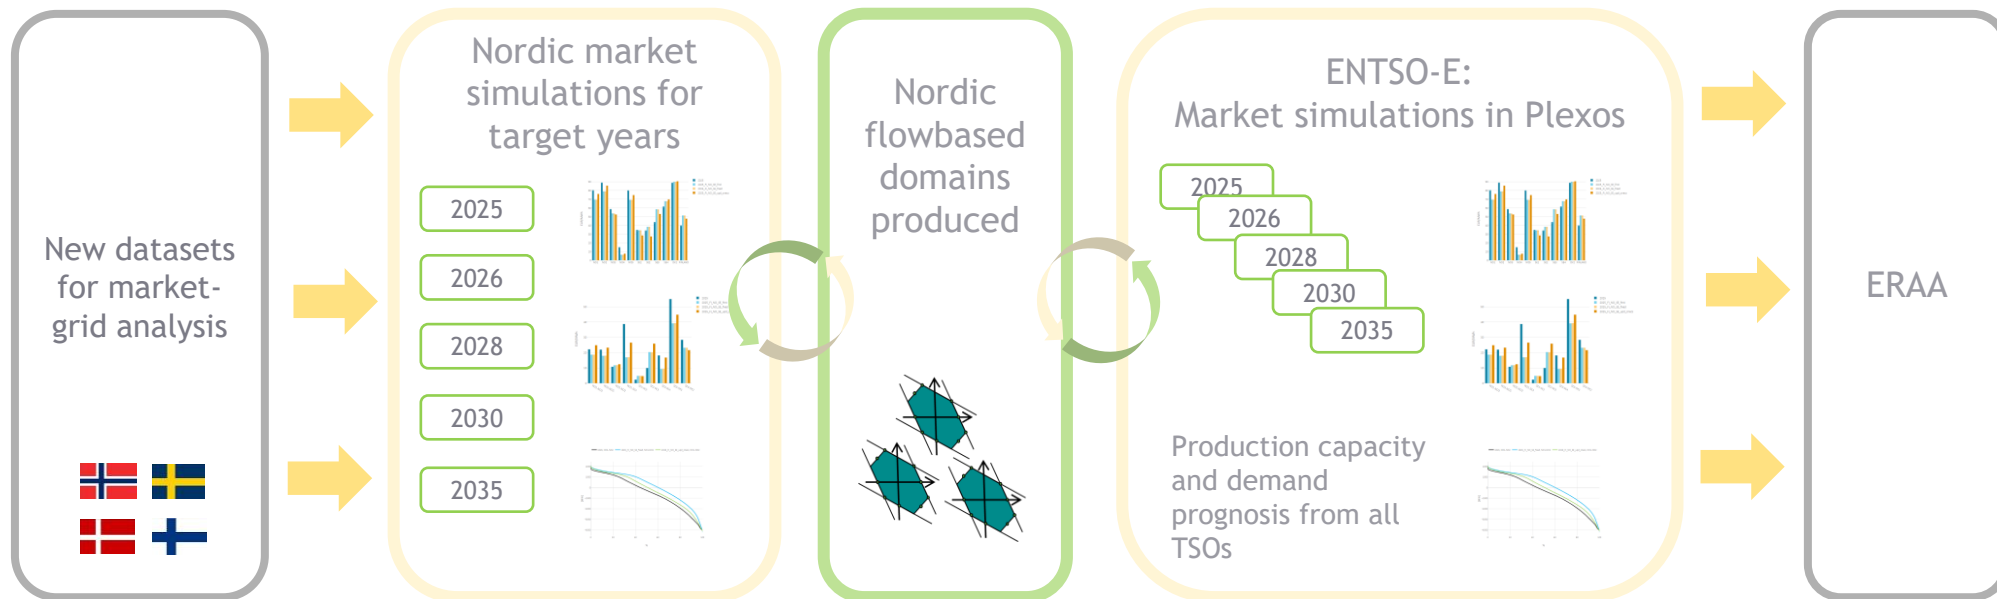 New datasets
for market-
grid analysis
Nordic market
simulations for
target years
2025
2026
2028
2030
2035
Nordic
flowbased
domains
produced
ENTSO-E:
Market simulations in Plexos
2025
2026
2028
2030
2035
Production capacity
and demand
prognosis from all
TSOs
ERAA